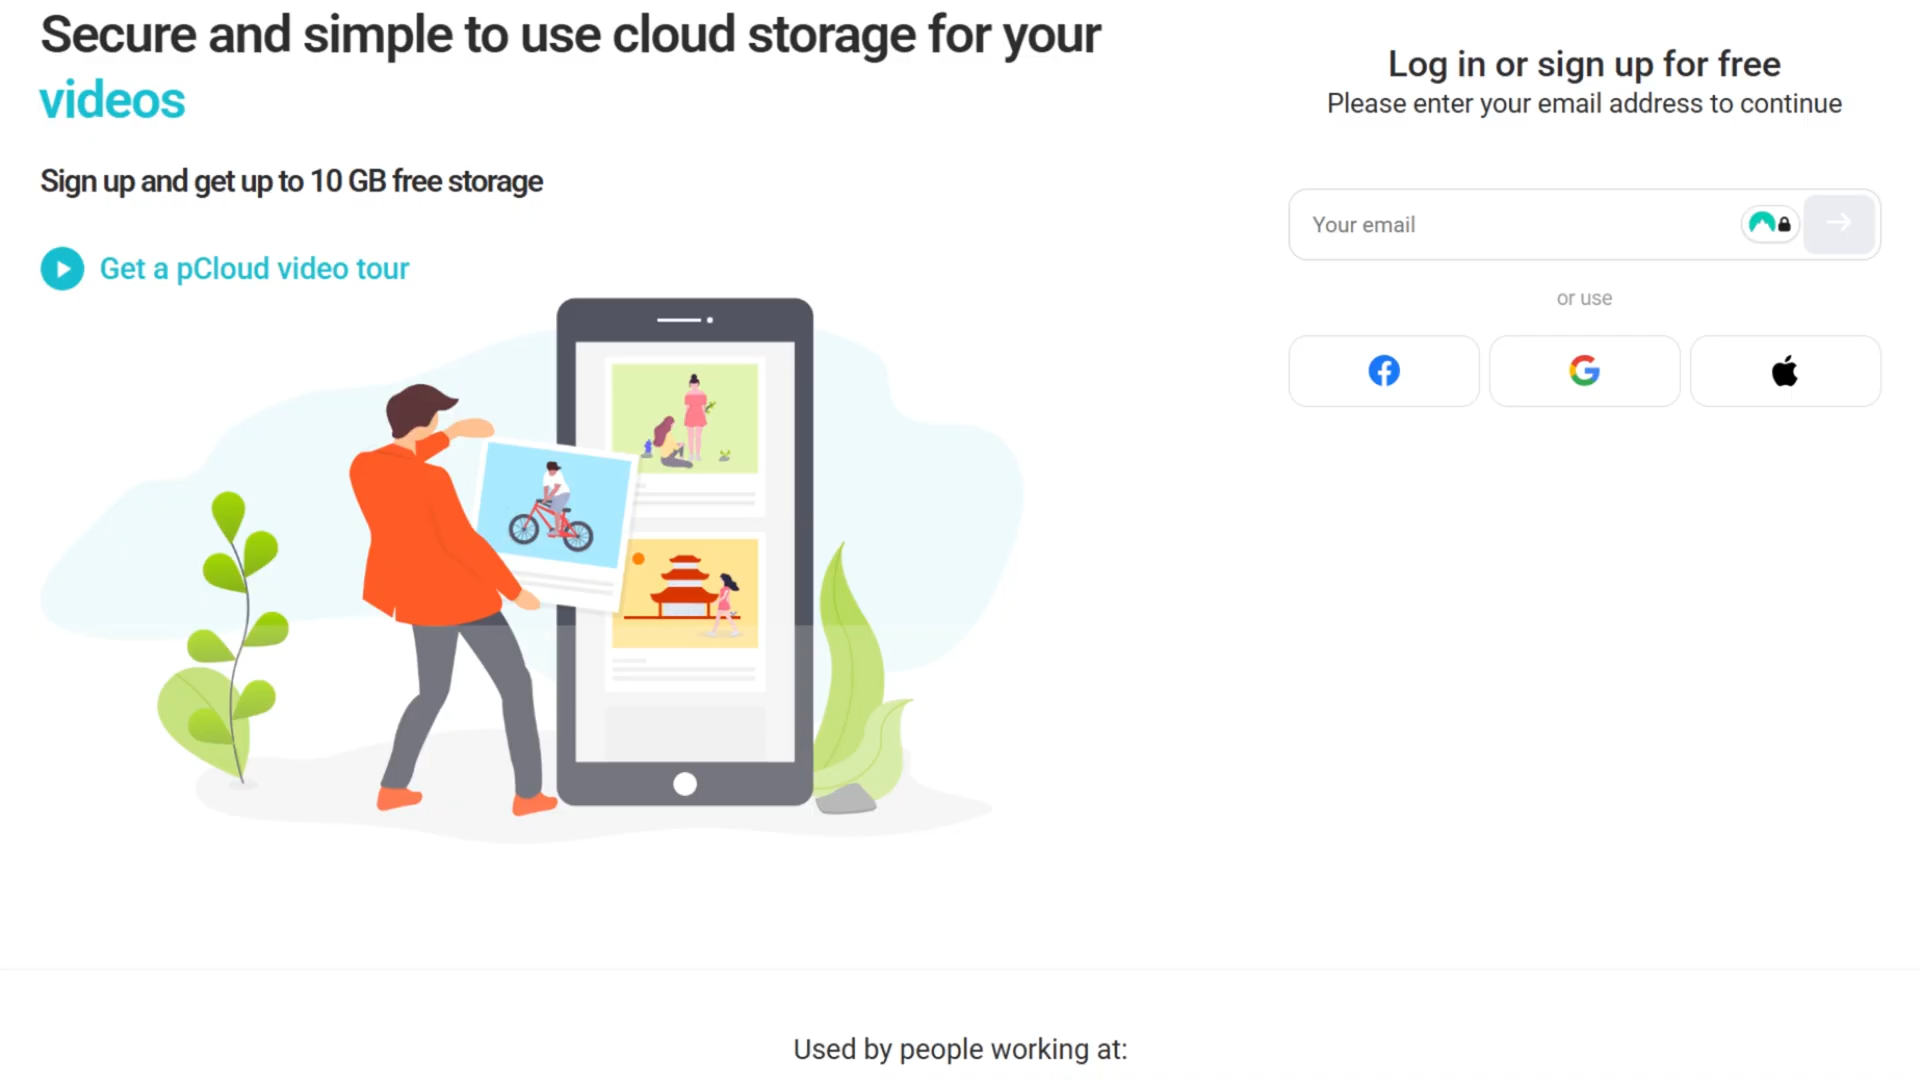 Secure and simple to use cloud storage for your
videos
Sign up and get up to 10 GB free storage
Get a pCloud video tour
Log in or sign up for free
Please enter your email address to continue
Your email
or use
Used by people working at: